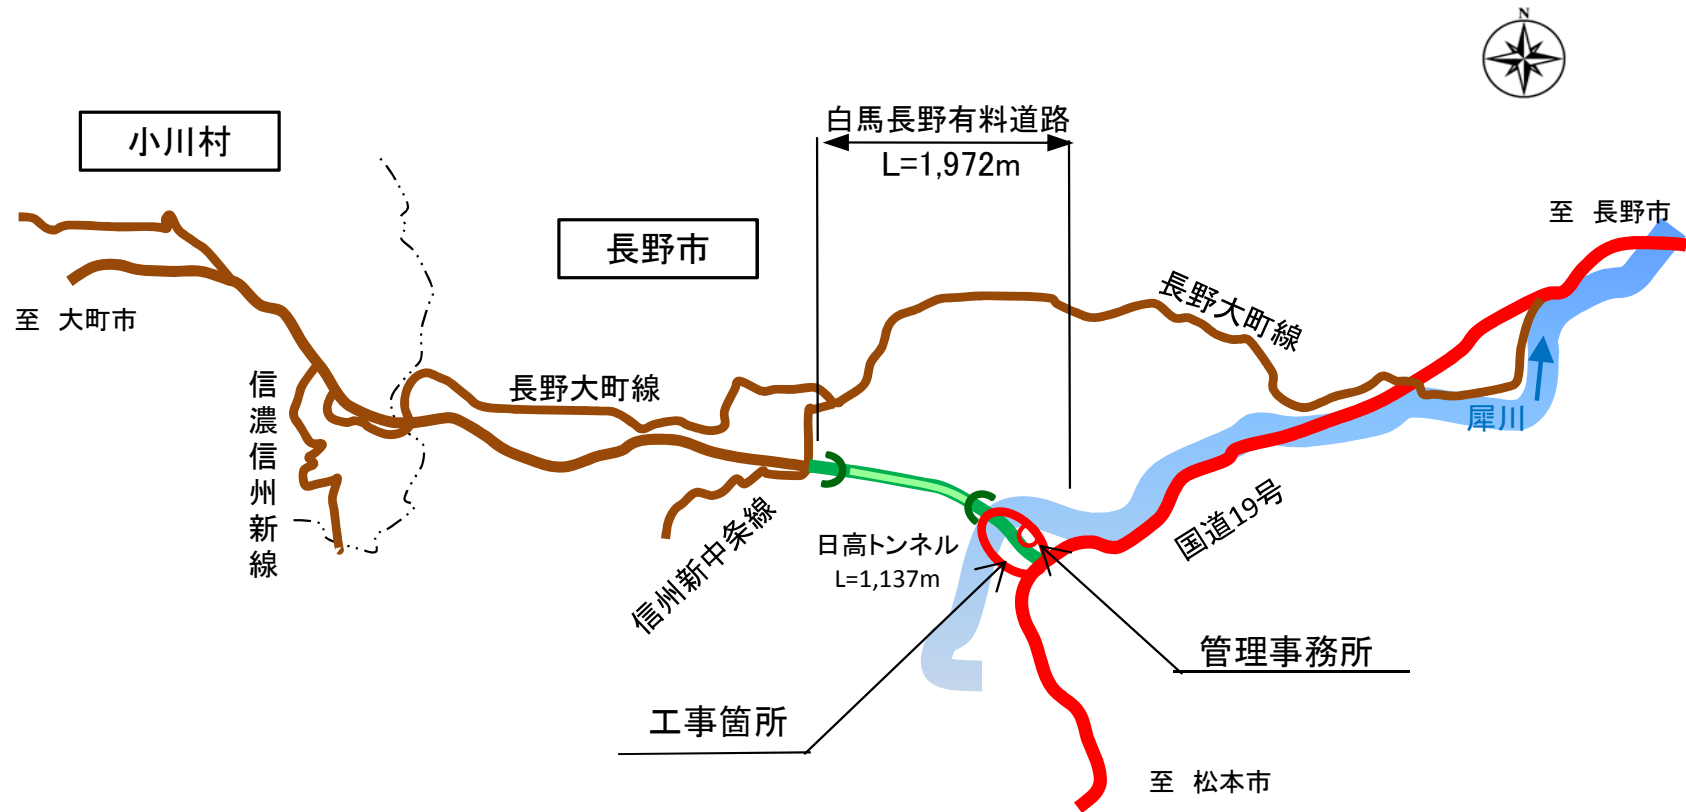 N
白馬長野有料道路
L=1,972m
小川村
長野市
至　長野市
長野大町線
至　大町市
長野大町線
信濃信州新線
犀川
国道19号
信州新中条線
日高トンネル
L=1,137m
管理事務所
工事箇所
至　松本市